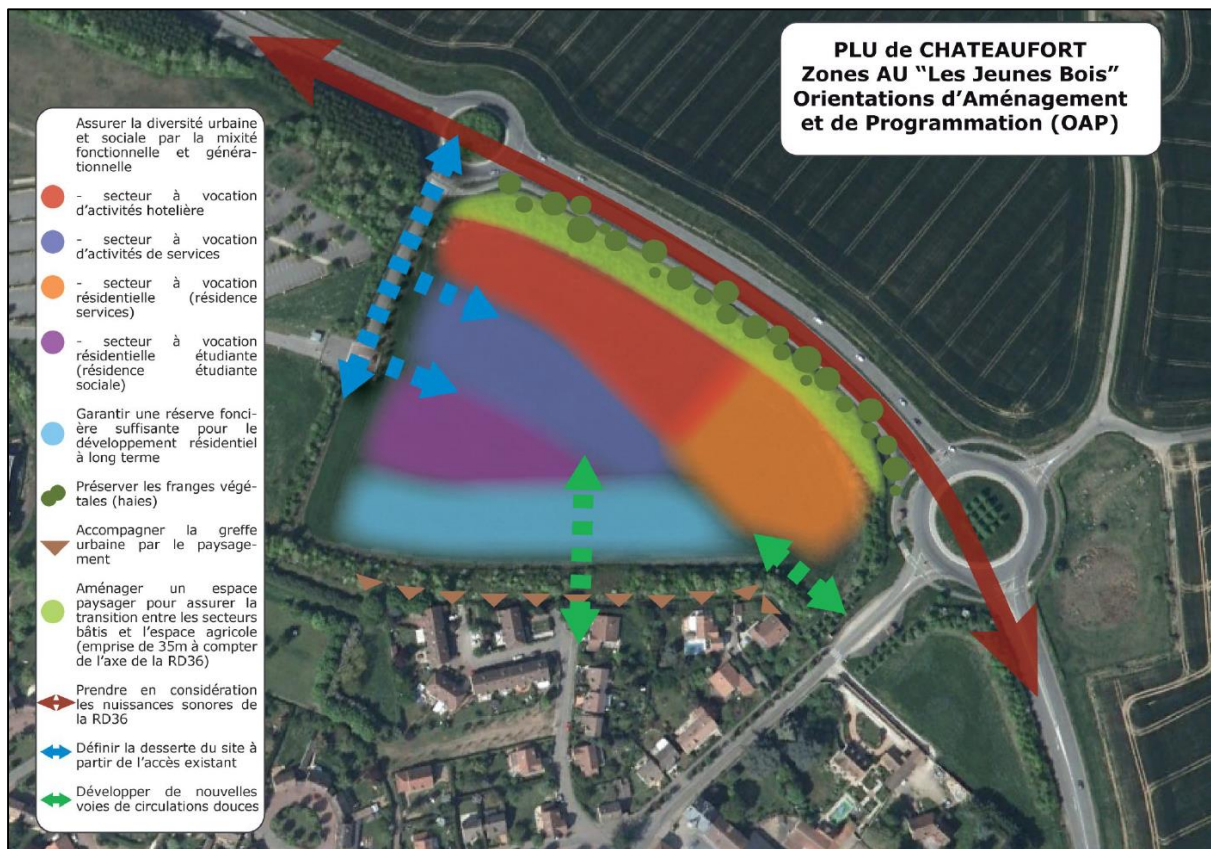 PLU de CHATEAUFORT
Zones AU "Les Jeunes Bois"
Orientations d'Aménagement
et de Programmation (OAP)
Assurer la diversité urbaine
et sociale par la mixité
fonctionnelle et généra-
tionnelle
- secteur à vocation
d'activités hotelière
- secteur à vocation
d'activités de services
- secteur à vocation
résidentielle (résidence
services)
- secteur à vocation
résidentielle étudiante
(résidence étudiante
sociale)
Garantir une réserve fonci-
ère suffisante pour le
développement résidentiel
à long terme
Préserver les franges végé-
tales (haies)
Accompagner la greffe
urbaine par le paysage-
ment
Aménager un espace
paysager pour assurer la
transition entre les secteurs
bâtis et l'espace agricole
(emprise de 35m à compter
de l'axe de la RD36)
Prendre en considération
les nuissances sonores de
la RD36
Définir la desserte du site à
partir de l'accès existant
Développer de nouvelles
voies de circulations douces